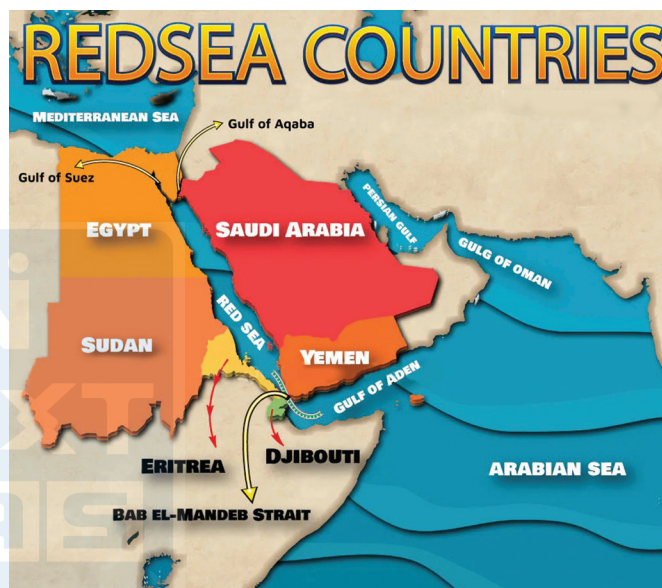 REDSEA COUNTRIES
MEDITERRANEAN SEA
Gulf of Aqaba
Gulf of Suez
PERSIAN GULF
EGYPT
SAUDI ARABIA
GULG OF OMAN
RED SEA
SUDAN
YEMEN
GULF OF ADEN
ERITREA
DJIBOUTI
ARABIAN SEA
BAB EL-MANDEB STRAIT